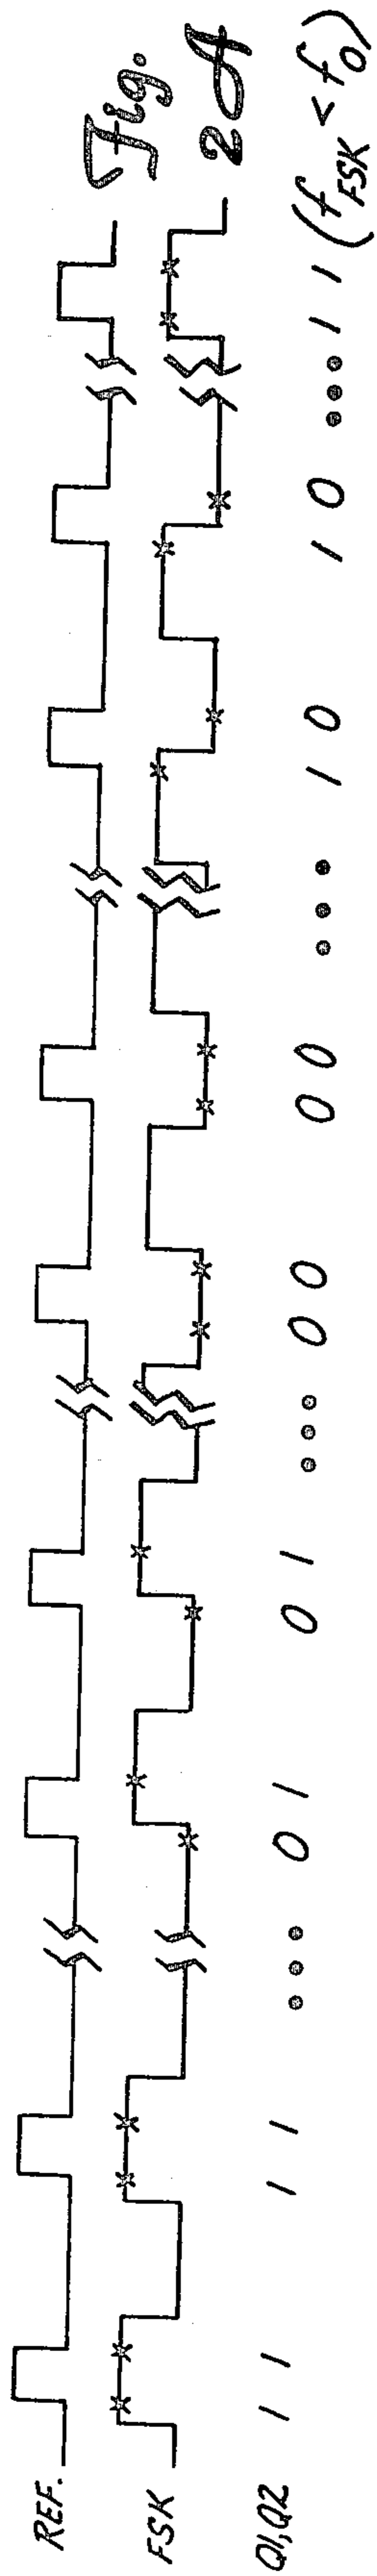 REF.
Fig.
FSK
2A
Q1,Q2 1 1 1 1 ••• 0 1 0 1 ••• 0 0 0 0 ••• 1 0 1 0 ••• 1 1 (fFSK < f0)